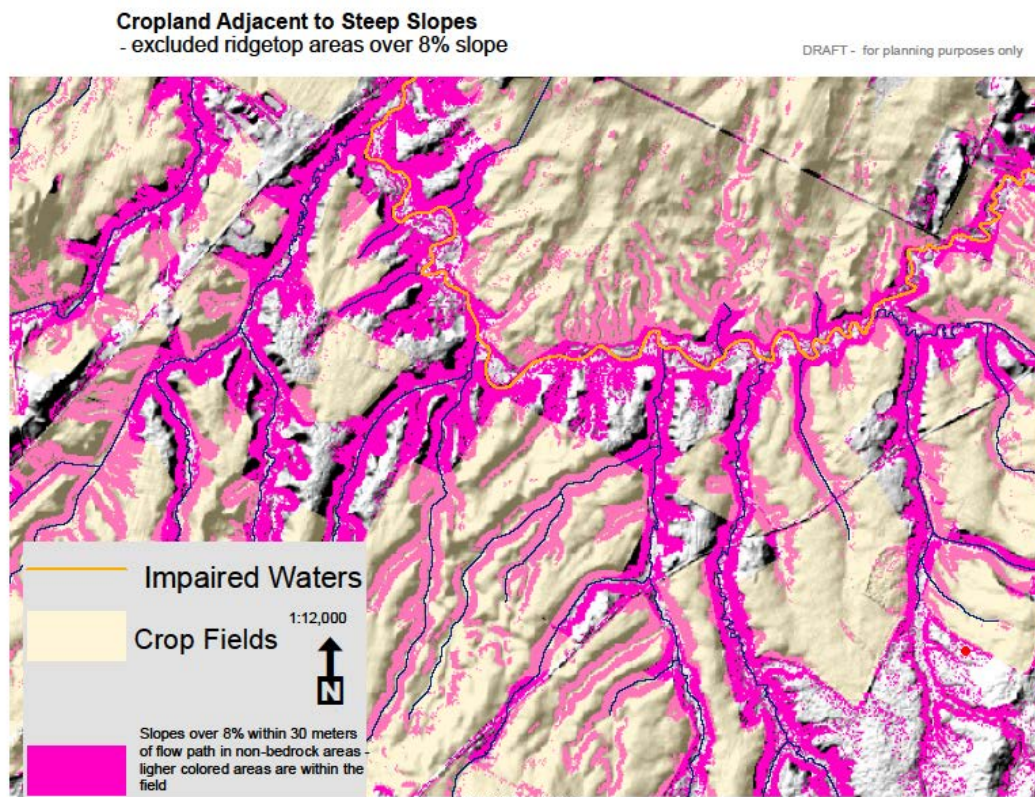 Cropland Adjacent to Steep Slopes
- excluded ridgetop areas over 8% slope
DRAFT - for planning purposes only
Impaired Waters
1:12,000
Crop Fields
N
Slopes over 8% within 30 meters
of flow path in non-bedrock areas -
ligher colored areas are within the
field